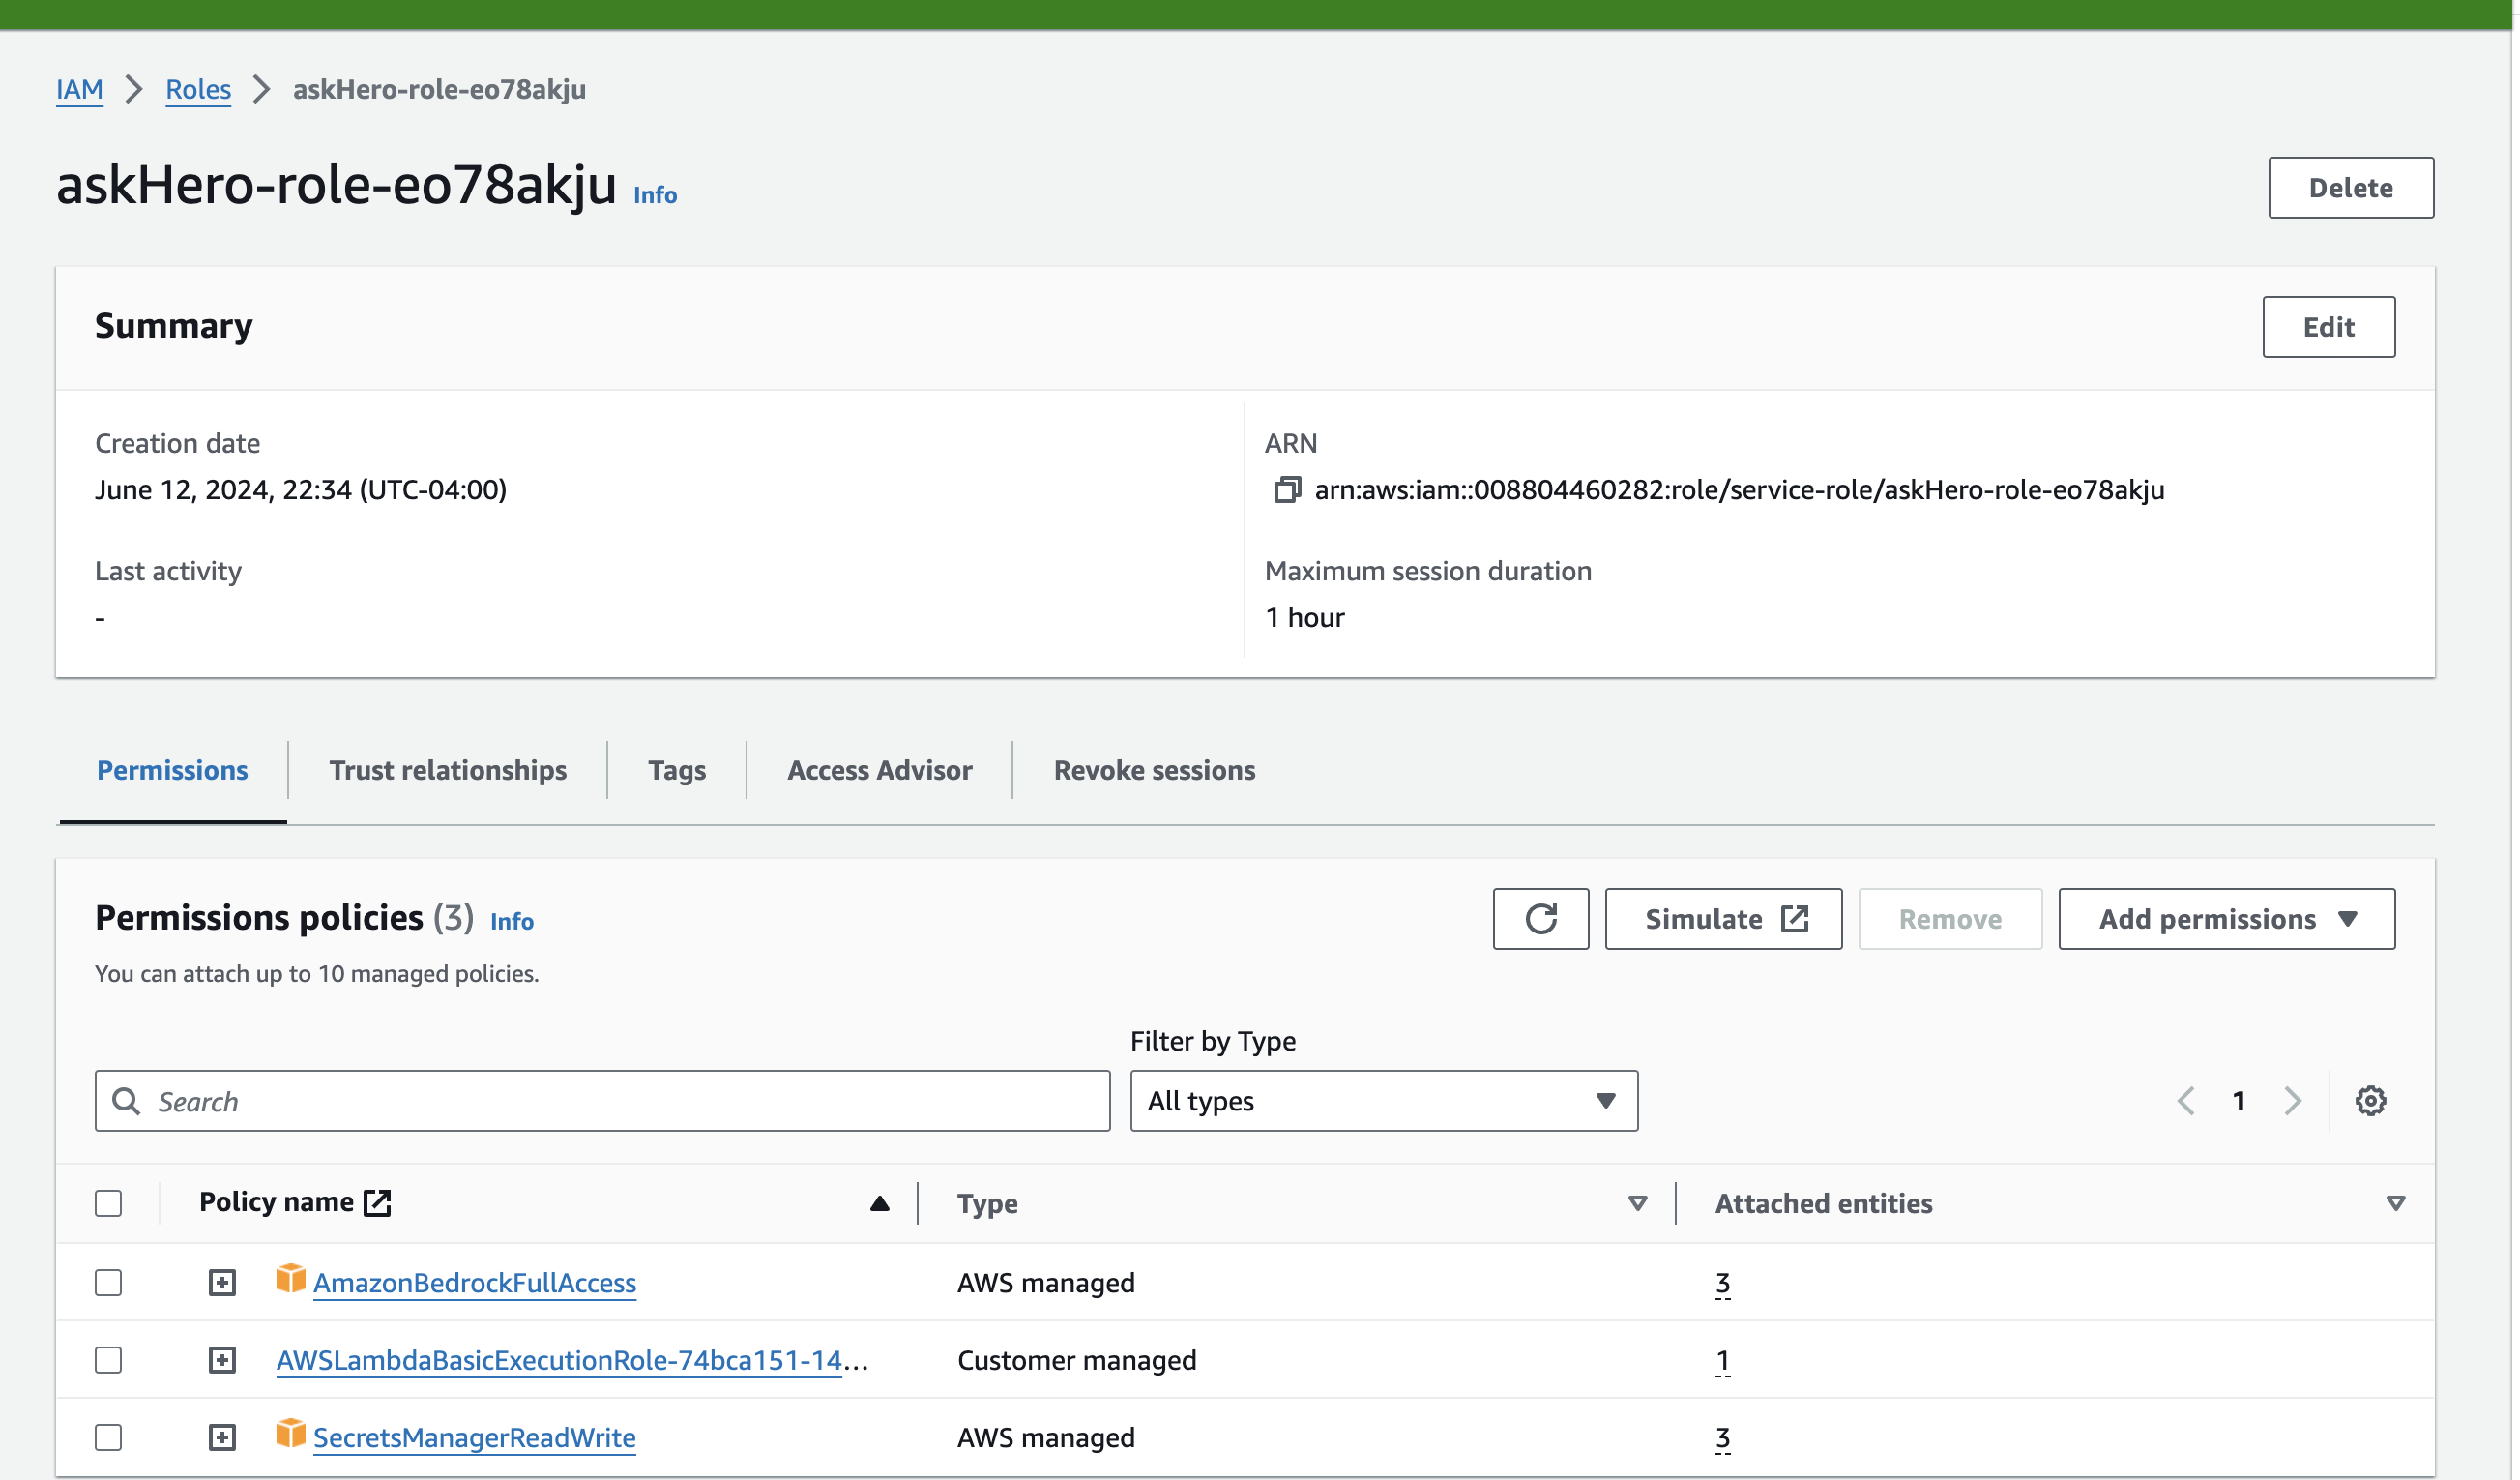 IAM > Roles > askHero-role-eo78akju
askHero-role-eo78akju Info
Delete
Summary
Edit
Creation date
June 12, 2024, 22:34 (UTC-04:00)
ARN
arn:aws:iam::008804460282:role/service-role/askHero-role-eo78akju
Last activity
-
Maximum session duration
1 hour
Permissions
Trust relationships
Tags
Access Advisor
Revoke sessions
Permissions policies (3) Info
Simulate
Remove
Add permissions
You can attach up to 10 managed policies.
Filter by Type
Search
All types
1
Policy name
Type
Attached entities
AmazonBedrockFullAccess
AWS managed
3
AWSLambdaBasicExecutionRole-74bca151-14...
Customer managed
1
SecretsManagerReadWrite
AWS managed
3